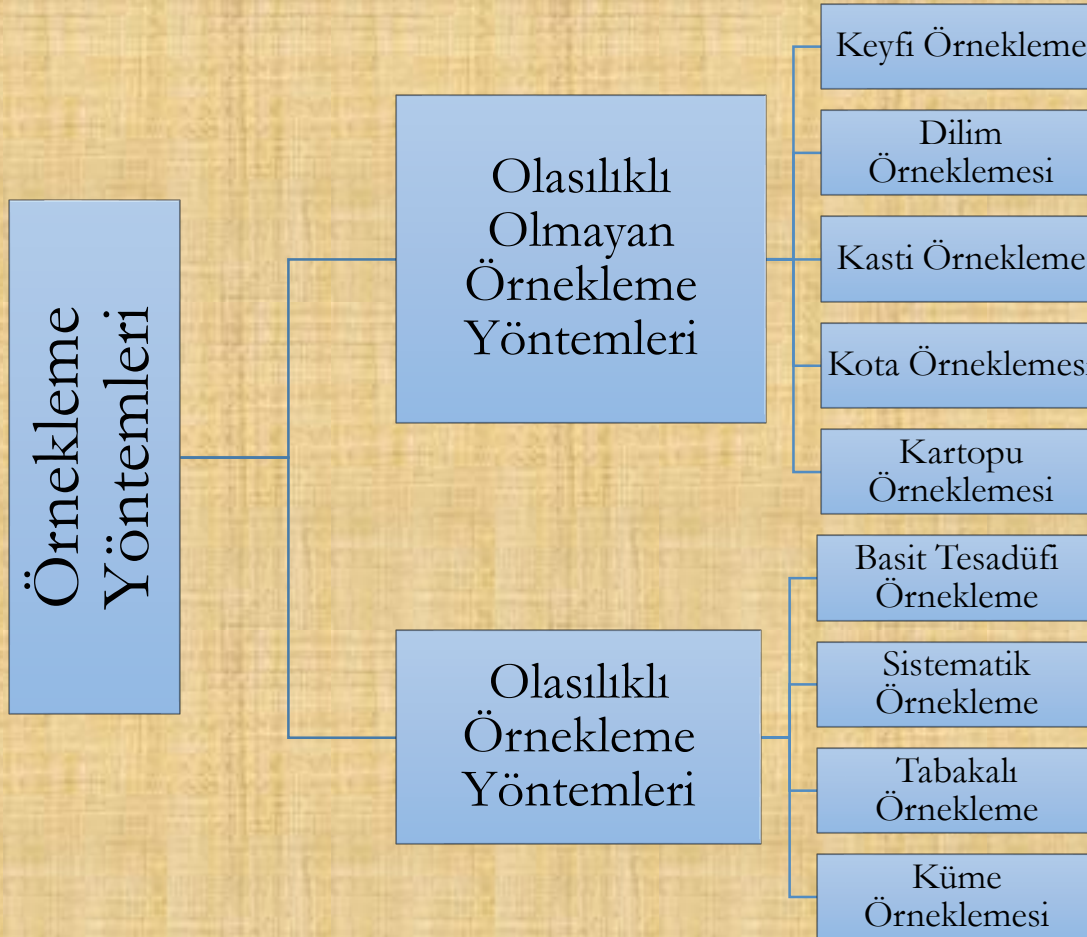 Örnekleme
Yöntemleri
Olasılıklı
Olmayan
Örnekleme
Yöntemleri
Keyfi Örnekleme
Dilim
Örneklemesi
Kasti Örnekleme
Kota Örneklemesi
Kartopu
Örneklemesi
Olasılıklı
Örnekleme
Yöntemleri
Basit Tesadüfi
Örnekleme
Sistematik
Örnekleme
Tabakalı
Örnekleme
Küme
Örneklemesi